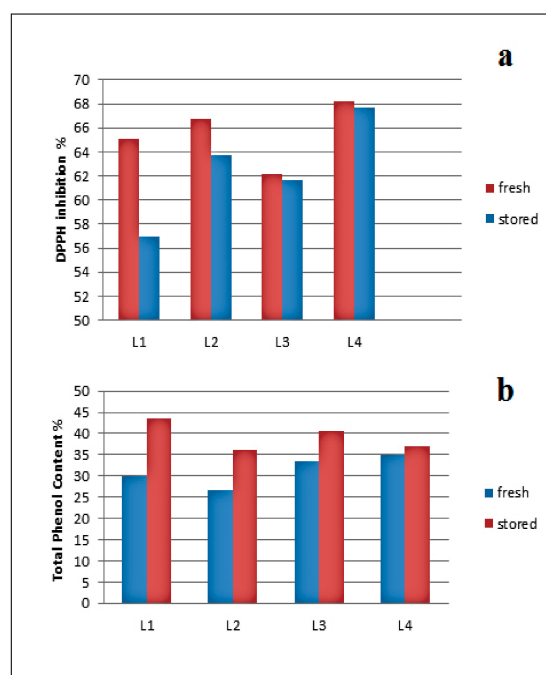 a
DPPH inhibition %
70
68
66
64
62
60
58
56
54
52
50
L1 L2 L3 L4
fresh
stored
b
Total Phenol Content %
50
45
40
35
30
25
20
15
10
5
0
L1 L2 L3 L4
fresh
stored